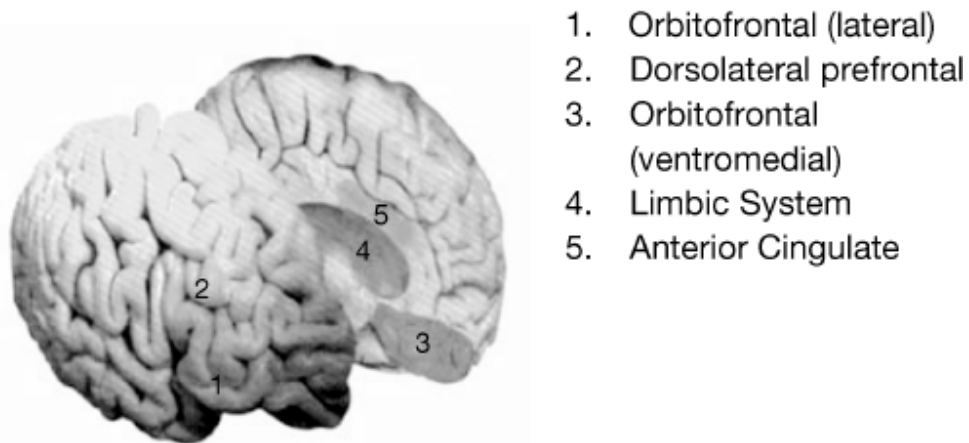 1. Orbitofrontal (lateral)
2. Dorsolateral prefrontal
3. Orbitofrontal
(ventromedial)
4. Limbic System
5. Anterior Cingulate
5
4
2
3
1